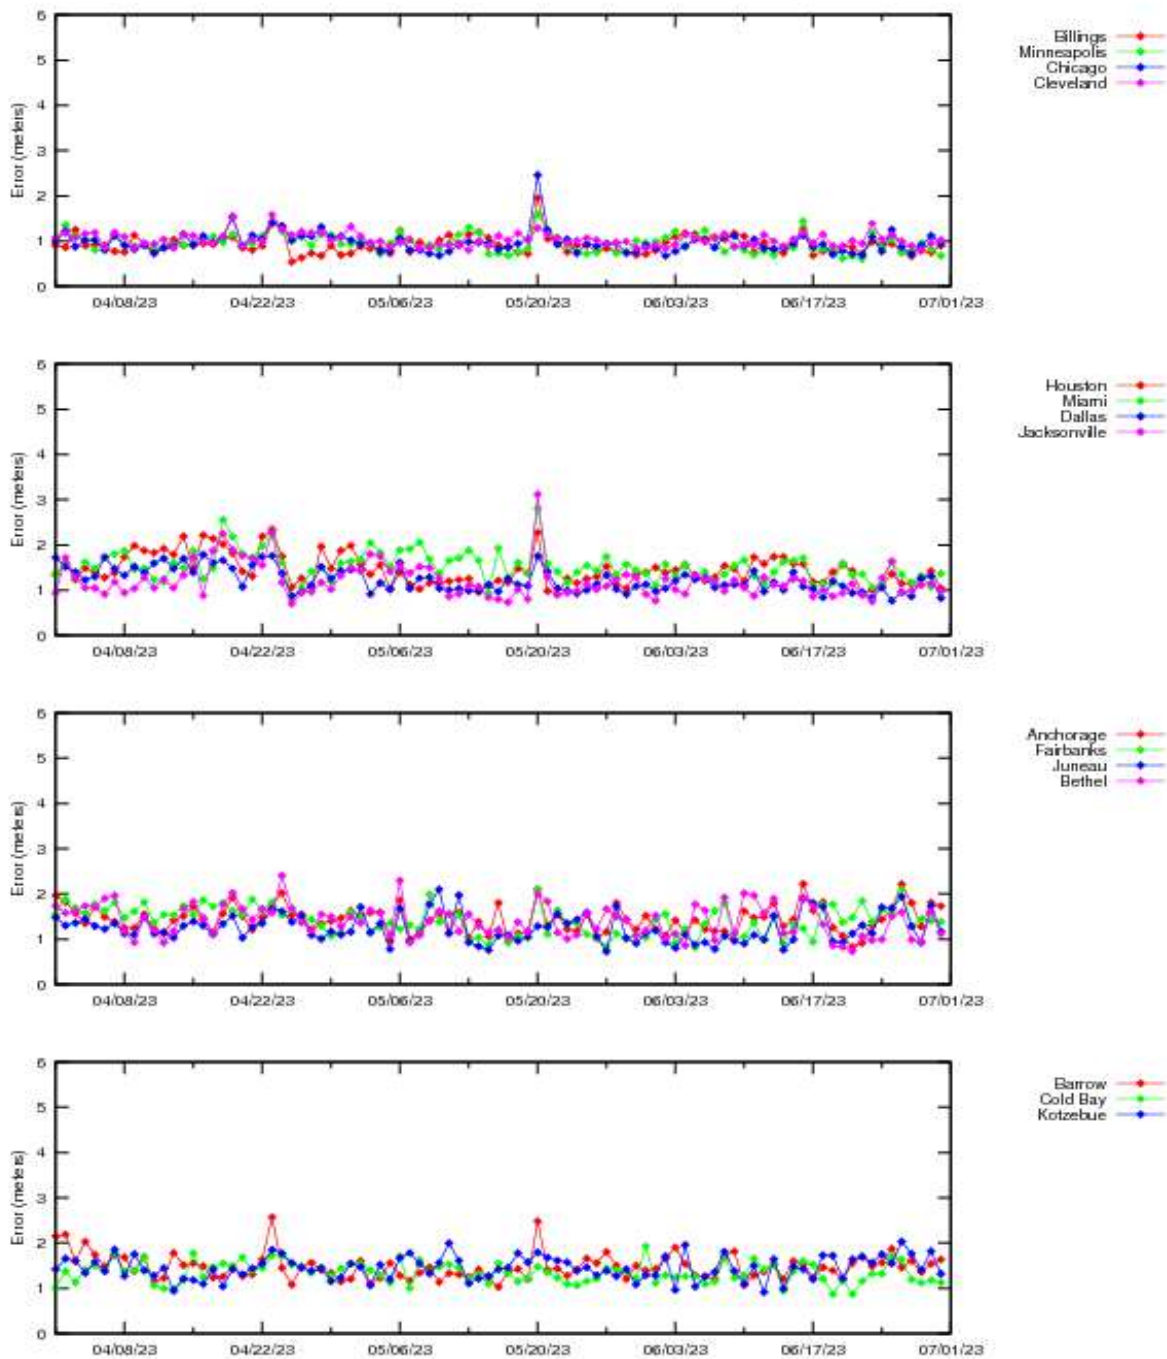 6
5
4
3
2
1
0
Error (meters)
04/08/23 04/22/23 05/06/23 05/20/23 06/03/23 06/17/23 07/01/23
Billings
Minneapolis
Chicago
Cleveland
6
5
4
3
2
1
0
Error (meters)
04/08/23 04/22/23 05/06/23 05/20/23 06/03/23 06/17/23 07/01/23
Houston
Miami
Dallas
Jacksonville
6
5
4
3
2
1
0
Error (meters)
04/08/23 04/22/23 05/06/23 05/20/23 06/03/23 06/17/23 07/01/23
Anchorage
Fairbanks
Juneau
Bethel
6
5
4
3
2
1
0
Error (meters)
04/08/23 04/22/23 05/06/23 05/20/23 06/03/23 06/17/23 07/01/23
Barrow
Cold Bay
Kotzebue